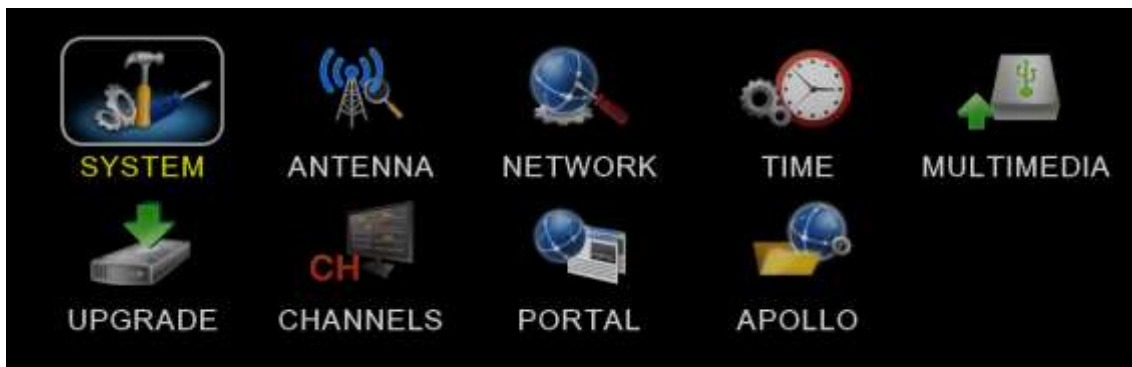 SYSTEM ANTENNA NETWORK TIME MULTIMEDIA
CH
UPGRADE CHANNELS PORTAL APOLLO